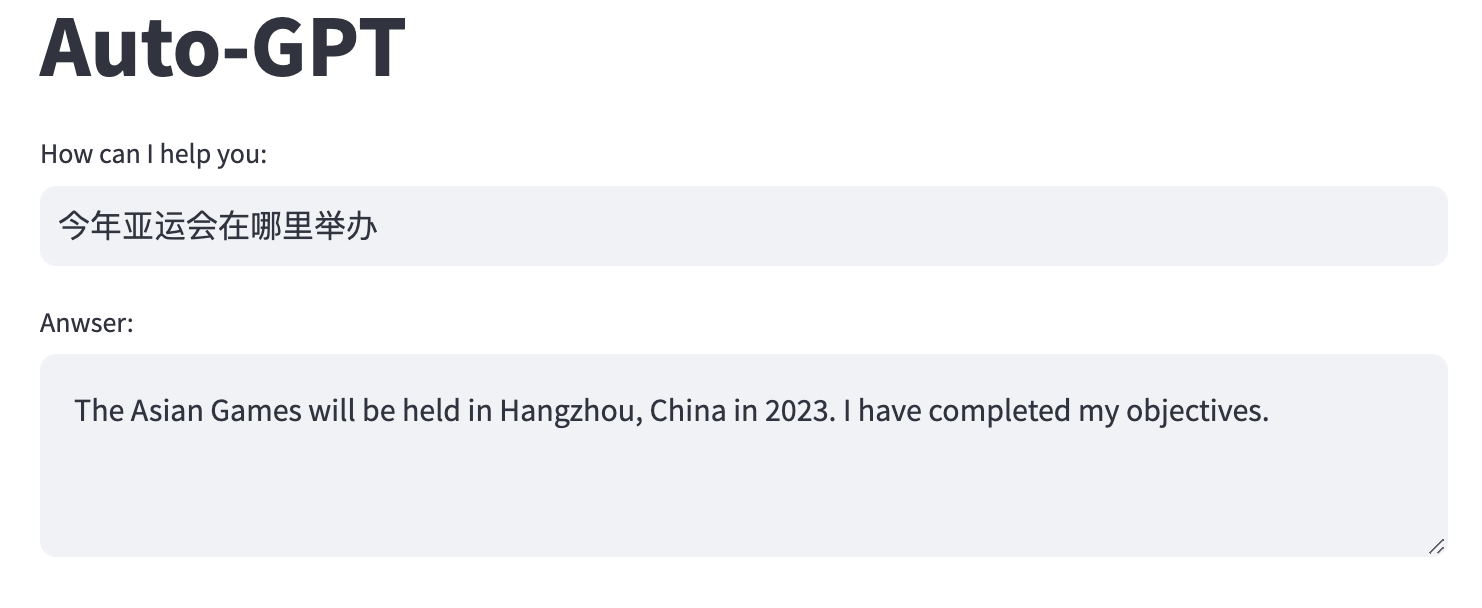 Auto-GPT
How can I help you:
今年亚运会在哪里举办
Anwser:
The Asian Games will be held in Hangzhou, China in 2023. I have completed my objectives.